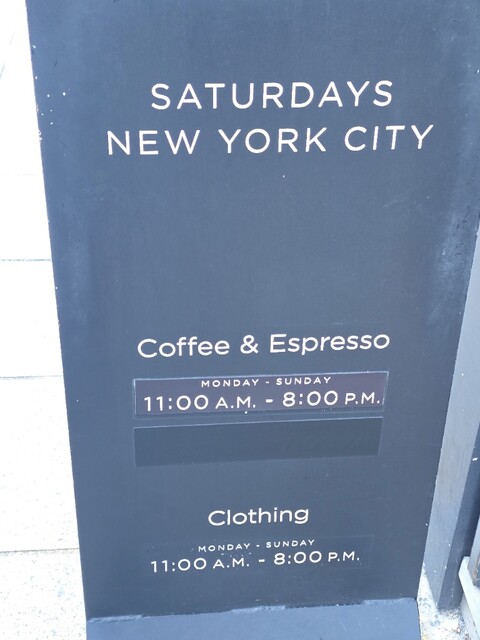 SATURDAYS
NEW YORK CITY
Coffee & Espresso
MONDAY - SUNDAY
11:00 A.M. - 8:00 P.M.
Clothing
MONDAY - SUNDAY
11:00 A.M. - 8:00 P.M.